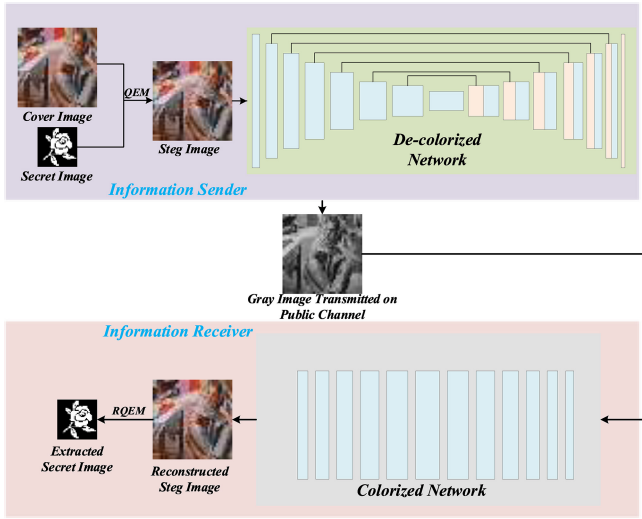 Cover Image
QEM
Steg Image
Secret Image
De-colorized
Network
Information Sender
Gray Image Transmitted on
Public Channel
Information Receiver
RQEM
Extracted
Secret Image
Reconstructed
Steg Image
Colorized Network